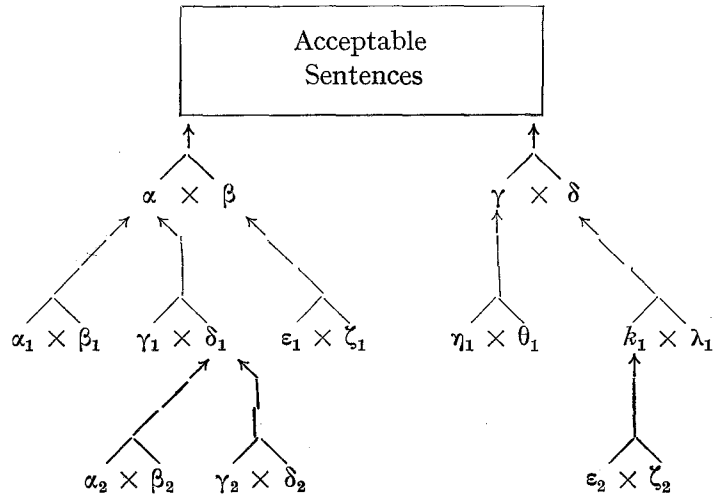 Acceptable
Sentences
α × β
γ × δ
α₁ × β₁
γ₁ × δ₁
ε₁ × ζ₁
η₁ × θ₁
k₁ × λ₁
α₂ × β₂
γ₂ × δ₂
ε₂ × ζ₂